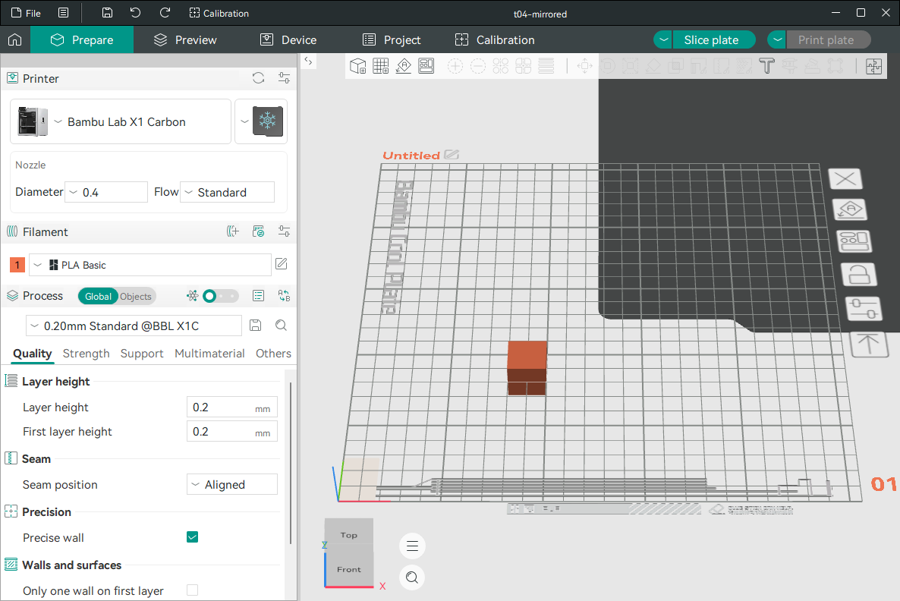 File
Calibration
t04-mirrored
Prepare
Preview
Device
Project
Calibration
Slice plate
Print plate
Printer
Bambu Lab X1 Carbon
Nozzle
Diameter
0.4
Flow
Standard
Filament
1
PLA Basic
Process
Global
Objects
0.20mm Standard @BBL X1C
Quality
Strength
Support
Multimaterial
Others
Layer height
Layer height
0.2
mm
First layer height
0.2
mm
Seam
Seam position
Aligned
Precision
Precise wall
Walls and surfaces
Only one wall on first layer
Untitled
Bambu Cool Plate
01
Top
Front
Z
X